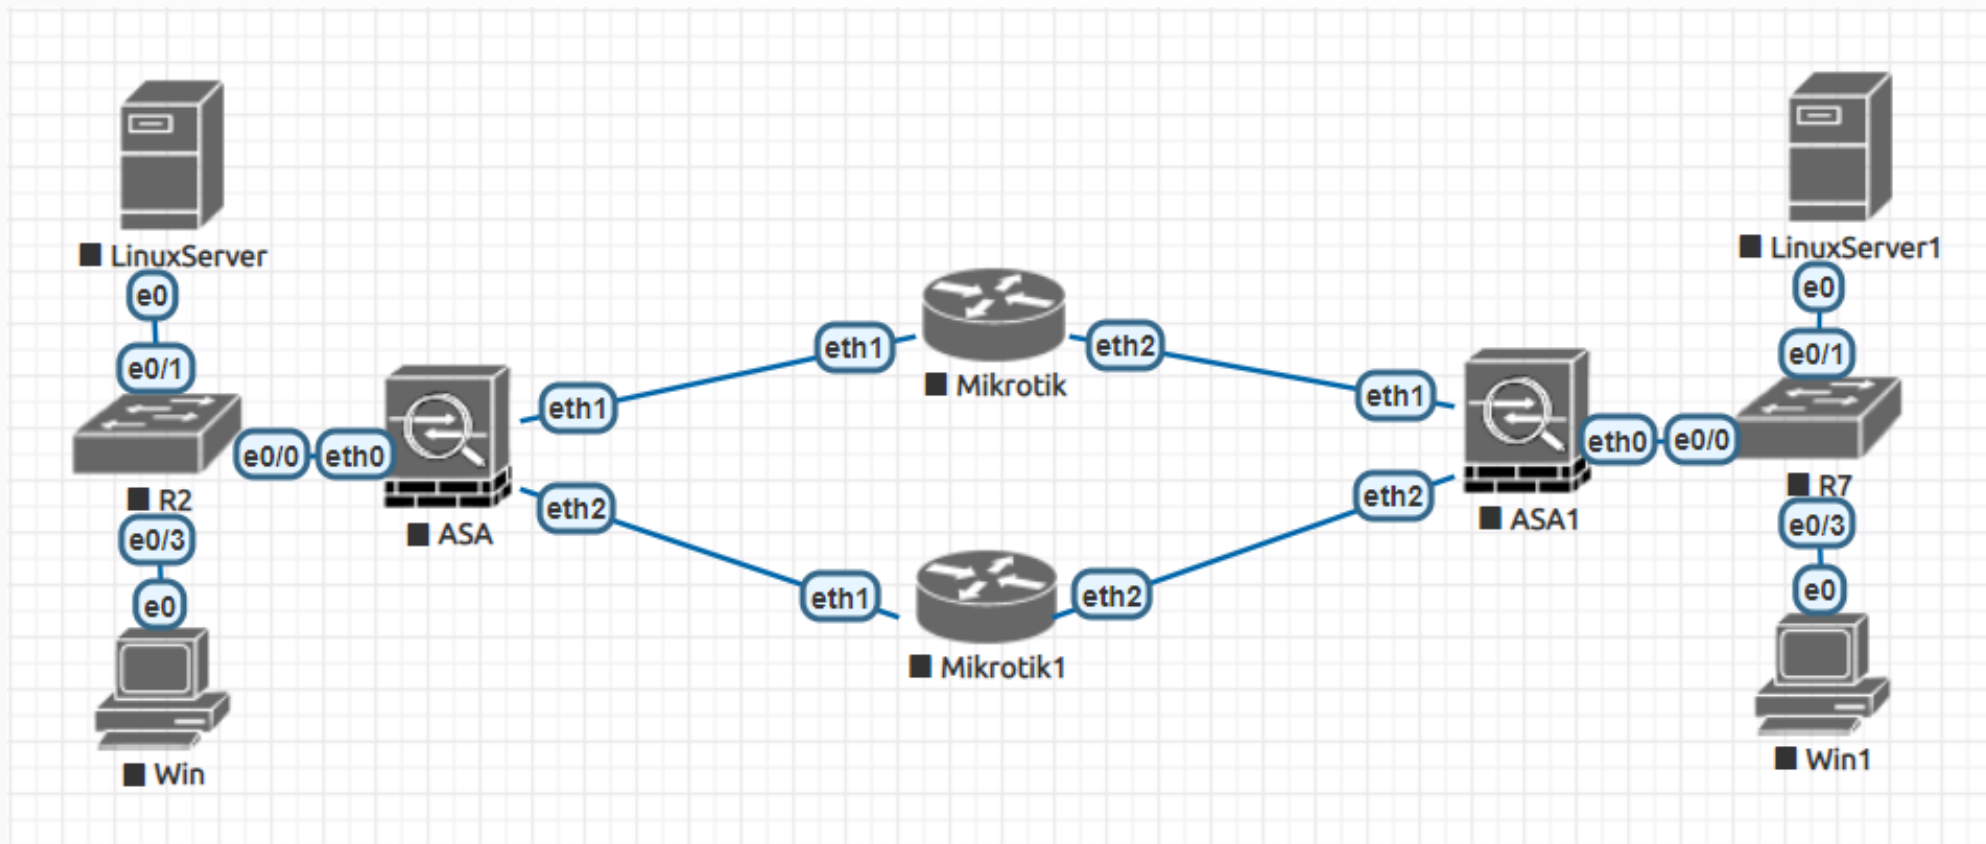 LinuxServer
e0
e0/1
R2
e0/0
eth0
e0/3
e0
Win
ASA
eth1
eth2
eth1
Mikrotik
eth2
eth1
Mikrotik1
eth2
eth1
eth2
ASA1
eth0
e0/0
LinuxServer1
e0
e0/1
R7
e0/3
e0
Win1